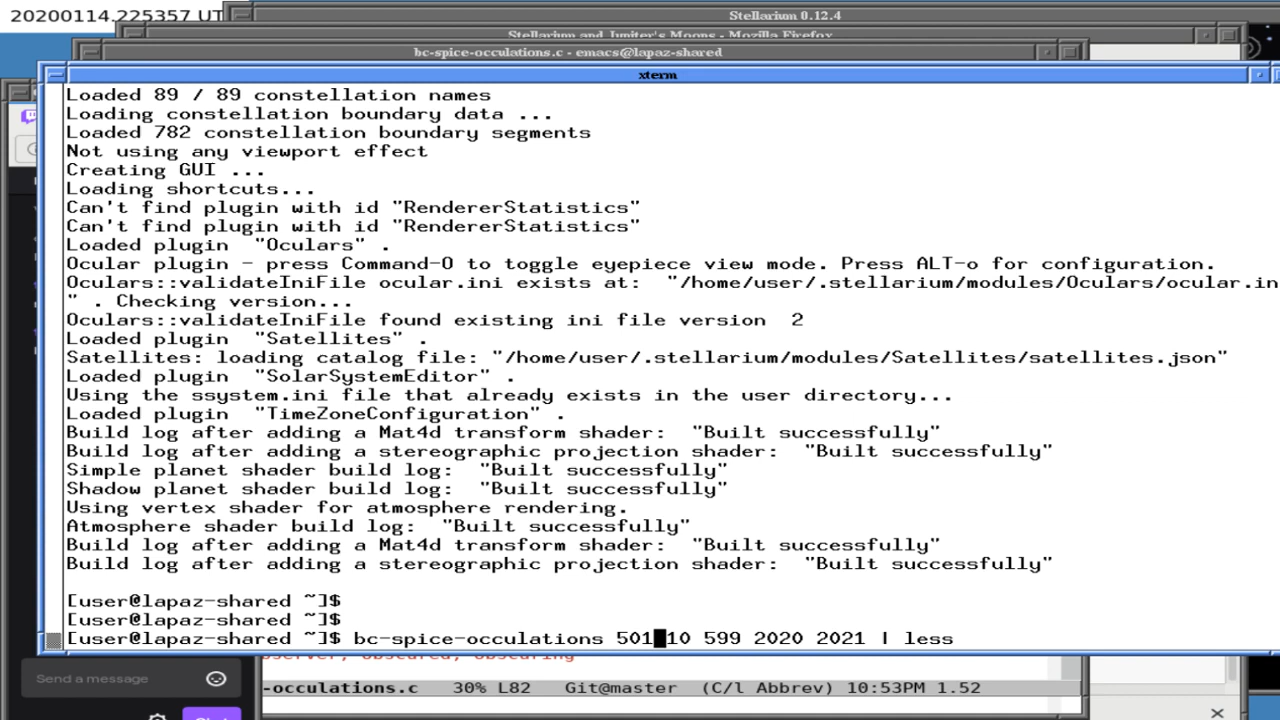 20200114.225357 UT
Stellarium 0.12.4
Stellarium and Jupiter's Moons - Mozilla Firefox
bc-spice-occulations.c - emacs@lapaz-shared
xterm
Loaded 89 / 89 constellation names
Loading constellation boundary data ...
Loaded 782 constellation boundary segments
Not using any viewport effect
Creating GUI ...
Loading shortcuts...
Can't find plugin with id "RendererStatistics"
Can't find plugin with id "RendererStatistics"
Loaded plugin  "Oculars" .
Ocular plugin - press Command-O to toggle eyepiece view mode. Press ALT-o for configuration.
Oculars::validateIniFile ocular.ini exists at:  "/home/user/.stellarium/modules/Oculars/ocular.in
" . Checking version...
Oculars::validateIniFile found existing ini file version  2
Loaded plugin  "Satellites" .
Satellites: loading catalog file: "/home/user/.stellarium/modules/Satellites/satellites.json"
Loaded plugin  "SolarSystemEditor" .
Using the ssystem.ini file that already exists in the user directory...
Loaded plugin  "TimeZoneConfiguration" .
Build log after adding a Mat4d transform shader:  "Built successfully"
Build log after adding a stereographic projection shader:  "Built successfully"
Simple planet shader build log:  "Built successfully"
Shadow planet shader build log:  "Built successfully"
Using vertex shader for atmosphere rendering.
Atmosphere shader build log:  "Built successfully"
Build log after adding a Mat4d transform shader:  "Built successfully"
Build log after adding a stereographic projection shader:  "Built successfully"
[user@lapaz-shared ~]$
[user@lapaz-shared ~]$
[user@lapaz-shared ~]$ bc-spice-occulations 501 10 599 2020 2021 | less
obscured, obscuring
Send a message
-occulations.c   30% L82   Git@master  (C/l Abbrev) 10:53PM 1.52